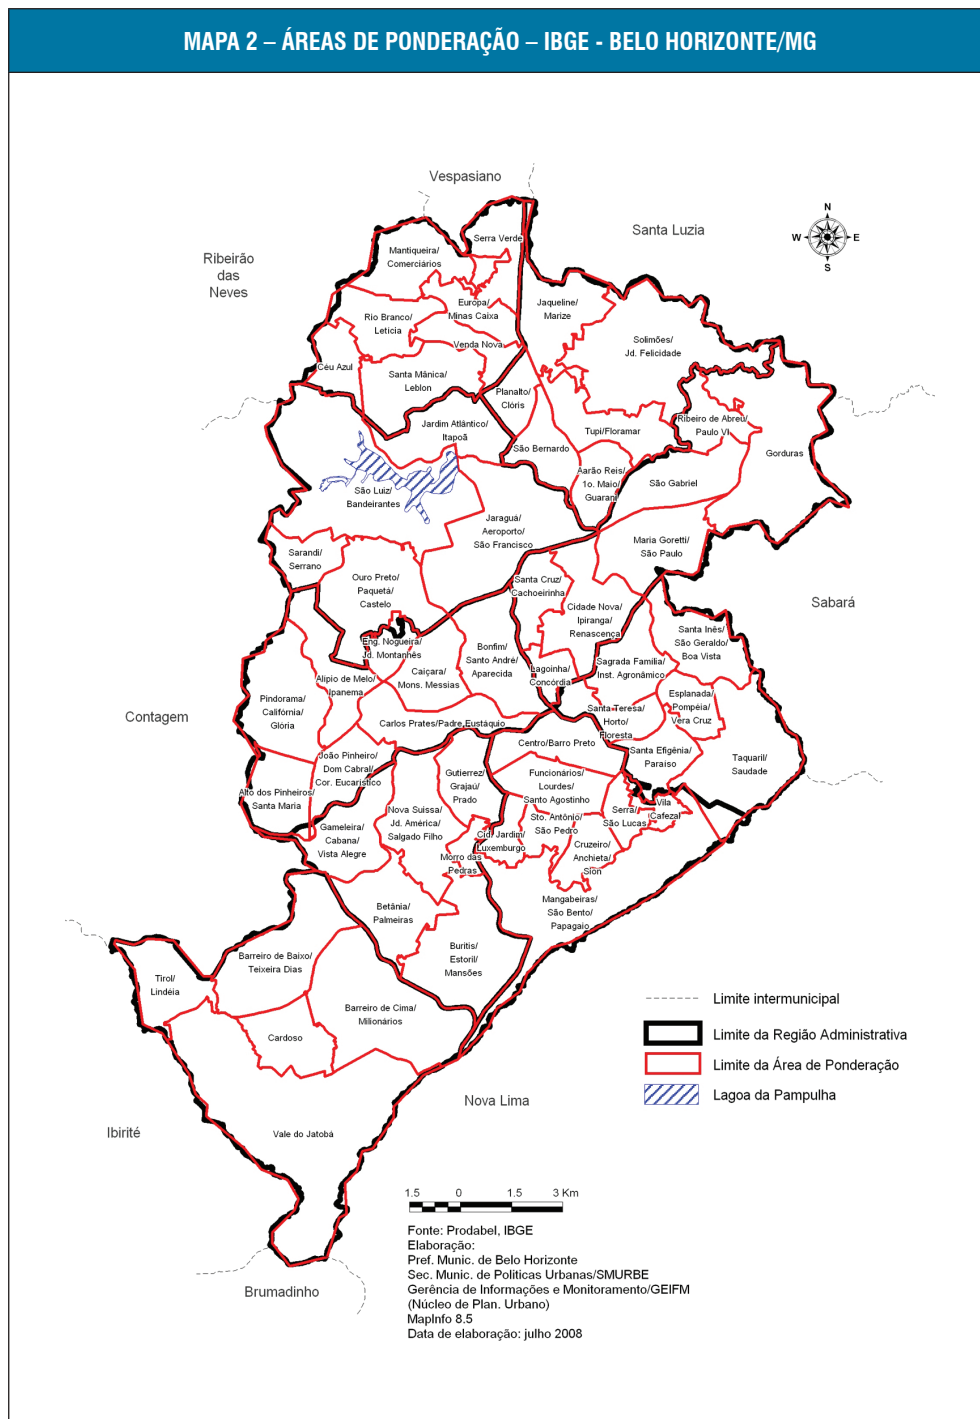 MAPA 2 – ÁREAS DE PONDERAÇÃO – IBGE - BELO HORIZONTE/MG
Vespasiano
Santa Luzia
Ribeirão
das
Neves
N
W
E
S
Serra Verde
Mantiqueira/
Comerciários
Europa/
Minas Caixa
Jaqueline/
Marize
Rio Branco/
Leticia
Solimões/
Jd. Felicidade
Venda Nova
Céu Azul
Santa Mânica/
Leblon
Planalto/
Clóris
Ribeiro de Abreu/
Paulo VI
Jardim Atlântico/
Itapoã
Tupi/Floramar
São Bernardo
Gorduras
Aarão Reis/
1o. Maio/
Guarani
São Gabriel
São Luiz/
Bandeirantes
Jaraguá/
Aeroporto/
São Francisco
Maria Goretti/
São Paulo
Sarandi/
Serrano
Ouro Preto/
Paquetá/
Castelo
Santa Cruz/
Cachoeirinha
Cidade Nova/
Ipiranga/
Renascença
Sabará
Santa Inês/
São Geraldo/
Boa Vista
Eng. Nogueira/
Jd. Montanhês
Bonfim/
Santo André/
Aparecida
Lagoinha/
Concórdia
Sagrada Família/
Inst. Agronâmico
Caiçara/
Mons. Messias
Alípio de Melo/
Ipanema
Pindorama/
Califórnia/
Glória
Esplanada/
Pompéia/
Vera Cruz
Contagem
Santa Teresa/
Horto/
Floresta
Carlos Prates/Padre Eustáquio
Centro/Barro Preto
Santa Efigênia/
Paraiso
Taquaril/
Saudade
João Pinheiro/
Dom Cabral/
Cor. Eucarístico
Gutierrez/
Grajaú/
Prado
Funcionários/
Lourdes/
Santo Agostinho
Alto dos Pinheiros/
Santa Maria
Nova Suissa/
Jd. América/
Salgado Filho
Serra/
São Lucas
Vila
Cafezal
Sto. Antônio/
São Pedro
Gameleira/
Cabana/
Vista Alegre
Cid. Jardim/
Luxemburgo
Cruzeiro/
Anchieta/
Sion
Morro das
Pedras
Mangabeiras/
São Bento/
Papagaio
Betânia/
Palmeiras
Buritis/
Estoril/
Mansões
Barreiro de Baixo/
Teixeira Dias
Tirol/
Lindéia
Barreiro de Cima/
Milionários
Cardoso
Limite intermunicipal
Limite da Região Administrativa
Limite da Área de Ponderação
Lagoa da Pampulha
Nova Lima
Ibirité
Vale do Jatobá
1.5 0 1.5 3 Km
Fonte: Prodabel, IBGE
Elaboração:
Pref. Munic. de Belo Horizonte
Sec. Munic. de Politicas Urbanas/SMURBE
Gerência de Informações e Monitoramento/GEIFM
(Núcleo de Plan. Urbano)
MapInfo 8.5
Data de elaboração: julho 2008
Brumadinho